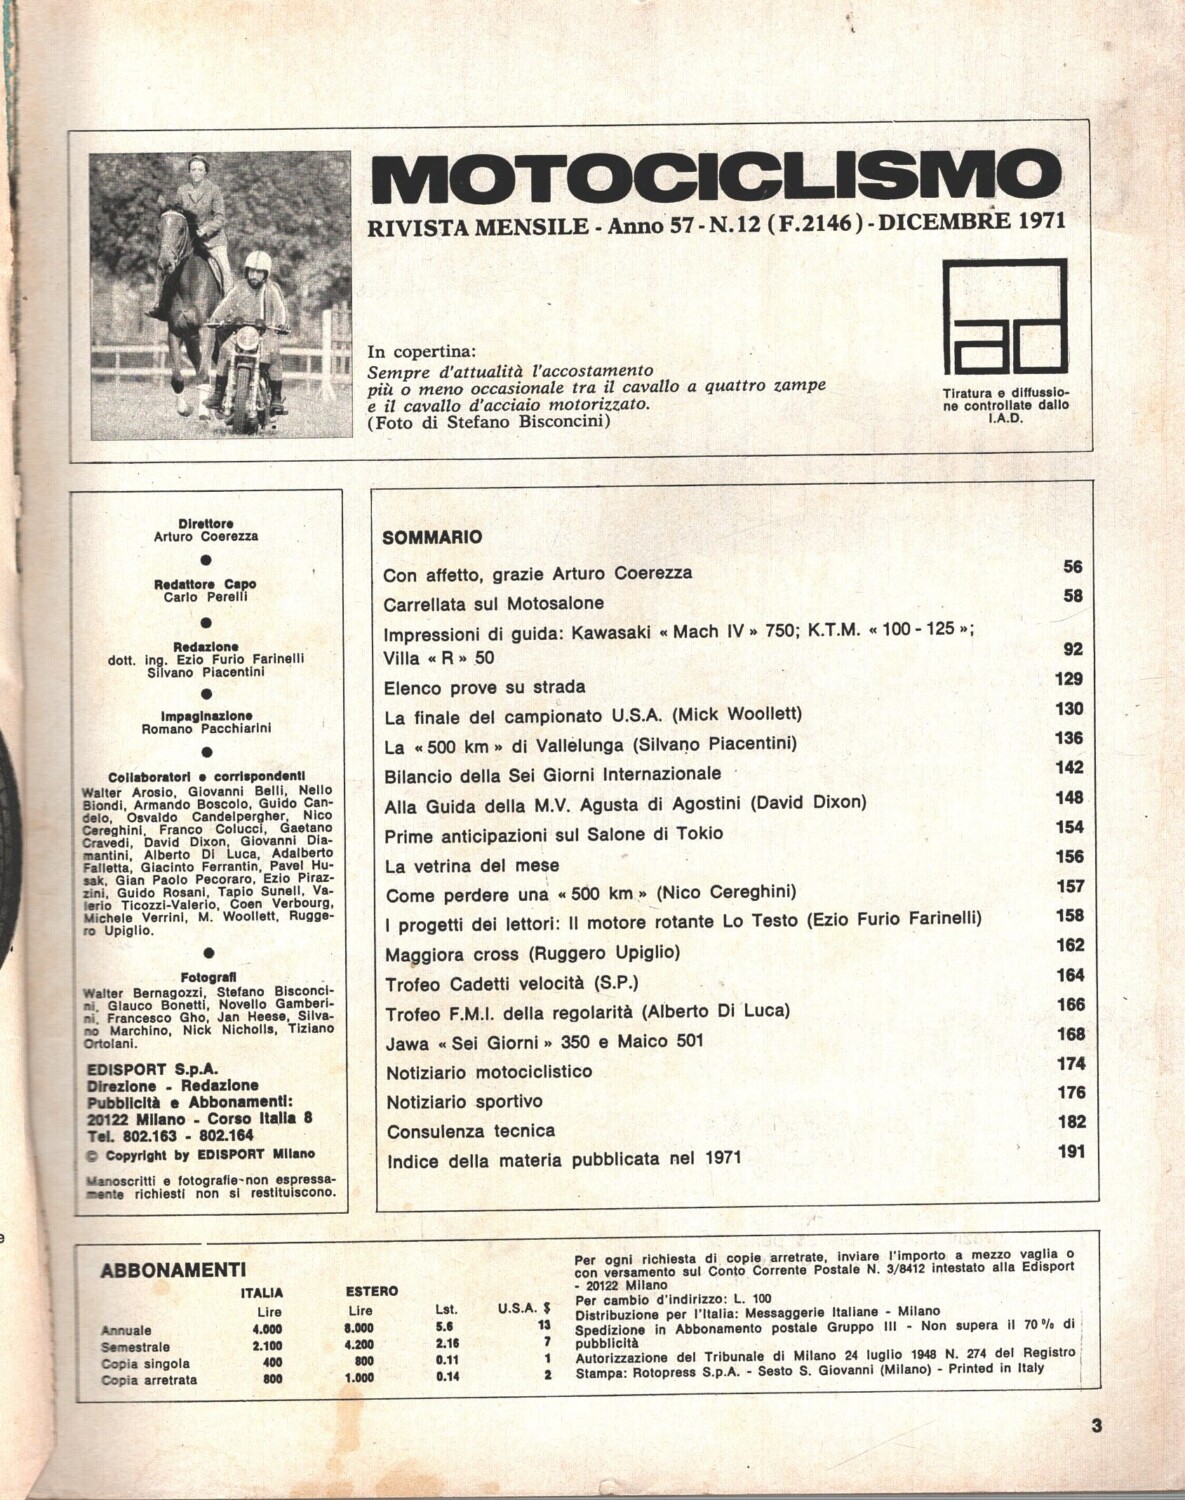 MOTOCICLISMO
RIVISTA MENSILE - Anno 57 - N.12 (F.2146) - DICEMBRE 1971
In copertina:
Sempre d'attualità l'accostamento
più o meno occasionale tra il cavallo a quattro zampe
e il cavallo d'acciaio motorizzato.
(Foto di Stefano Bisconcini)
iad
Tiratura e diffusio-
ne controllate dallo
I.A.D.
Direttore
Arturo Coerezza
Redattore Capo
Carlo Perelli
Redazione
dott. ing. Ezio Furio Farinelli
Silvano Piacentini
Impaginazione
Romano Pacchiarini
Collaboratori e corrispondenti
Walter Arosio, Giovanni Belli, Nello
Biondi, Armando Boscolo, Guido Can-
delo, Osvaldo Candelpergher, Nico
Cereghini, Franco Colucci, Gaetano
Cravedi, David Dixon, Giovanni Dia-
mantini, Alberto Di Luca, Adalberto
Falletta, Giacinto Ferrantin, Pavel Hu-
sak, Gian Paolo Pecoraro, Ezio Piraz-
zini, Guido Rosani, Tapio Sunell, Va-
lerio Ticozzi-Valerio, Coen Verbourg,
Michele Verrini, M. Woollett, Rugge-
ro Upiglio.
Fotografi
Walter Bernagozzi, Stefano Bisconci-
ni, Glauco Bonetti, Novello Gamberi-
ni, Francesco Gho, Jan Heese, Silva-
no Marchino, Nick Nicholls, Tiziano
Ortolani.
EDISPORT S.p.A.
Direzione - Redazione
Pubblicità e Abbonamenti:
20122 Milano - Corso Italia 8
Tel. 802.163 - 802.164
© Copyright by EDISPORT Milano
Manoscritti e fotografie non espressa-
mente richiesti non si restituiscono.
SOMMARIO
Con affetto, grazie Arturo Coerezza 56
Carrellata sul Motosalone 58
Impressioni di guida: Kawasaki « Mach IV » 750; K.T.M. « 100 - 125 »;
Villa « R » 50 92
Elenco prove su strada 129
La finale del campionato U.S.A. (Mick Woollett) 130
La « 500 km » di Vallelunga (Silvano Piacentini) 136
Bilancio della Sei Giorni Internazionale 142
Alla Guida della M.V. Agusta di Agostini (David Dixon) 148
Prime anticipazioni sul Salone di Tokio 154
La vetrina del mese 156
Come perdere una « 500 km » (Nico Cereghini) 157
I progetti dei lettori: Il motore rotante Lo Testo (Ezio Furio Farinelli) 158
Maggiora cross (Ruggero Upiglio) 162
Trofeo Cadetti velocità (S.P.) 164
Trofeo F.M.I. della regolarità (Alberto Di Luca) 166
Jawa « Sei Giorni » 350 e Maico 501 168
Notiziario motociclistico 174
Notiziario sportivo 176
Consulenza tecnica 182
Indice della materia pubblicata nel 1971 191
ABBONAMENTI
ITALIA ESTERO
Lire Lire Lst. U.S.A. $
Annuale 4.000 8.000 5.6 13
Semestrale 2.100 4.200 2.16 7
Copia singola 400 800 0.11 1
Copia arretrata 800 1.000 0.14 2
Per ogni richiesta di copie arretrate, inviare l'importo a mezzo vaglia o
con versamento sul Conto Corrente Postale N. 3/8412 intestato alla Edisport
- 20122 Milano
Per cambio d'indirizzo: L. 100
Distribuzione per l'Italia: Messaggerie Italiane - Milano
Spedizione in Abbonamento postale Gruppo III - Non supera il 70 % di
pubblicità
Autorizzazione del Tribunale di Milano 24 luglio 1948 N. 274 del Registro
Stampa: Rotopress S.p.A. - Sesto S. Giovanni (Milano) - Printed in Italy
3